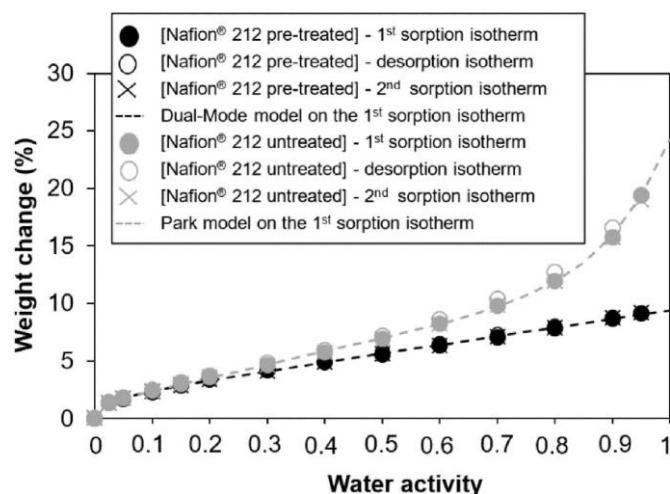 [Nafion® 212 pre-treated] - 1st sorption isotherm
[Nafion® 212 pre-treated] - desorption isotherm
[Nafion® 212 pre-treated] - 2nd sorption isotherm
Dual-Mode model on the 1st sorption isotherm
[Nafion® 212 untreated] - 1st sorption isotherm
[Nafion® 212 untreated] - desorption isotherm
[Nafion® 212 untreated] - 2nd sorption isotherm
Park model on the 1st sorption isotherm
Weight change (%)
30
25
20
15
10
5
0
0 0.1 0.2 0.3 0.4 0.5 0.6 0.7 0.8 0.9 1
Water activity